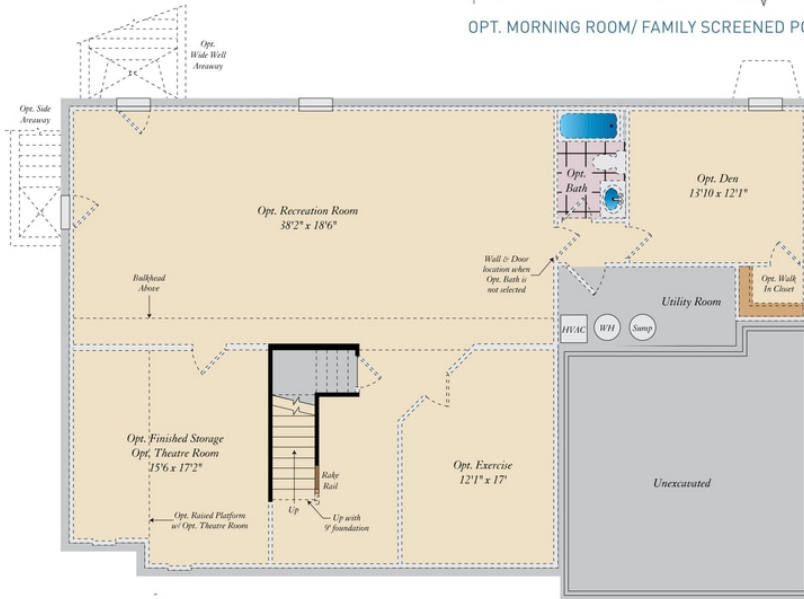 OPT. MORNING ROOM/ FAMILY SCREENED PO
Opt.
Wide Well
Areaway
Opt. Side
Areaway
Opt. Recreation Room
38'2" x 18'6"
Opt.
Bath
Opt. Den
13'10 x 12'1"
Wall & Door
location when
Opt. Bath is
not selected
Bulkhead
Above
Utility Room
Opt. Walk
In Closet
HVAC
WH
Sump
Opt. Finished Storage
Opt. Theatre Room
15'6 x 17'2"
Opt. Exercise
12'1" x 17'
Rake
Rail
Unexcavated
Opt. Raised Platform
w/ Opt. Theatre Room
Up
Up with
9' foundation